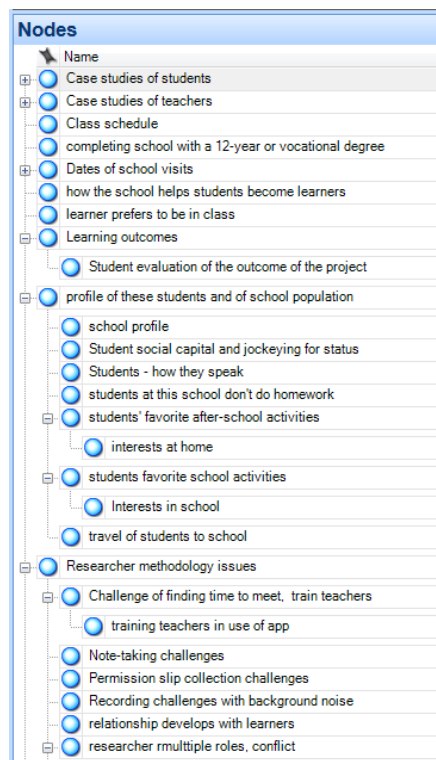 Nodes
Name
Case studies of students
Case studies of teachers
Class schedule
completing school with a 12-year or vocational degree
Dates of school visits
how the school helps students become learners
learner prefers to be in class
Learning outcomes
Student evaluation of the outcome of the project
profile of these students and of school population
school profile
Student social capital and jockeying for status
Students - how they speak
students at this school don't do homework
students' favorite after-school activities
interests at home
students favorite school activities
Interests in school
travel of students to school
Researcher methodology issues
Challenge of finding time to meet, train teachers
training teachers in use of app
Note-taking challenges
Permission slip collection challenges
Recording challenges with background noise
relationship develops with learners
researcher rmulttiple roles, conflict